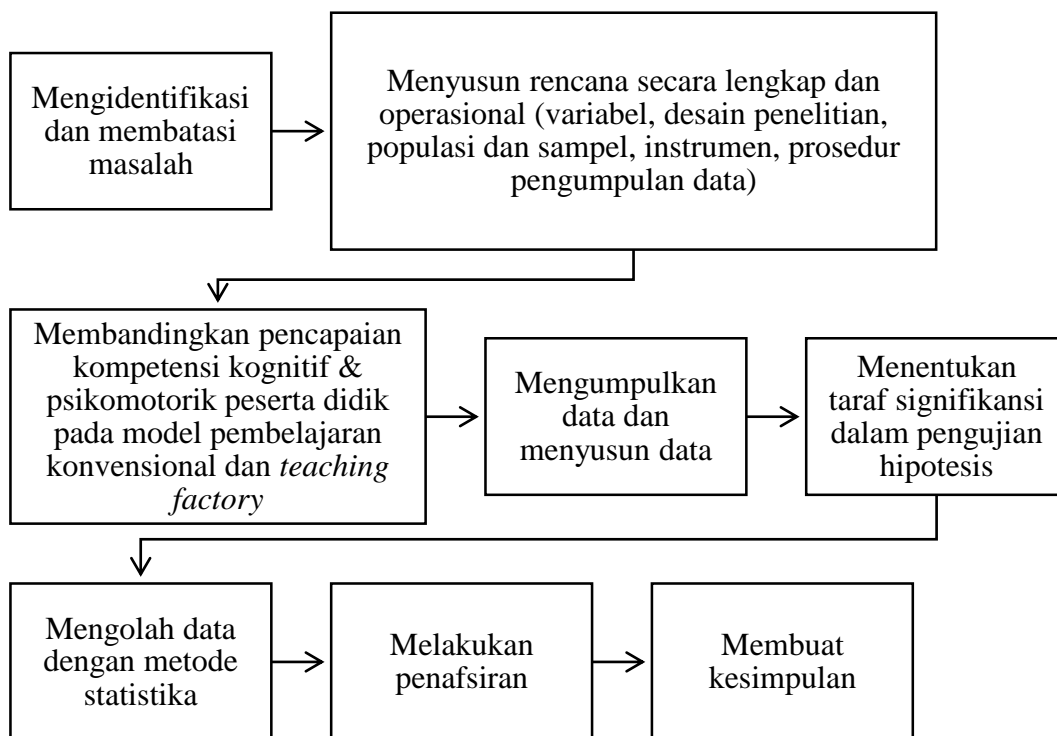 Mengidentifikasi
dan membatasi
masalah
Menyusun rencana secara lengkap dan
operasional (variabel, desain penelitian,
populasi dan sampel, instrumen, prosedur
pengumpulan data)
Membandingkan pencapaian
kompetensi kognitif &
psikomotorik peserta didik
pada model pembelajaran
konvensional dan teaching
factory
Mengumpulkan
data dan
menyusun data
Menentukan
taraf signifikansi
dalam pengujian
hipotesis
Mengolah data
dengan metode
statistika
Melakukan
penafsiran
Membuat
kesimpulan